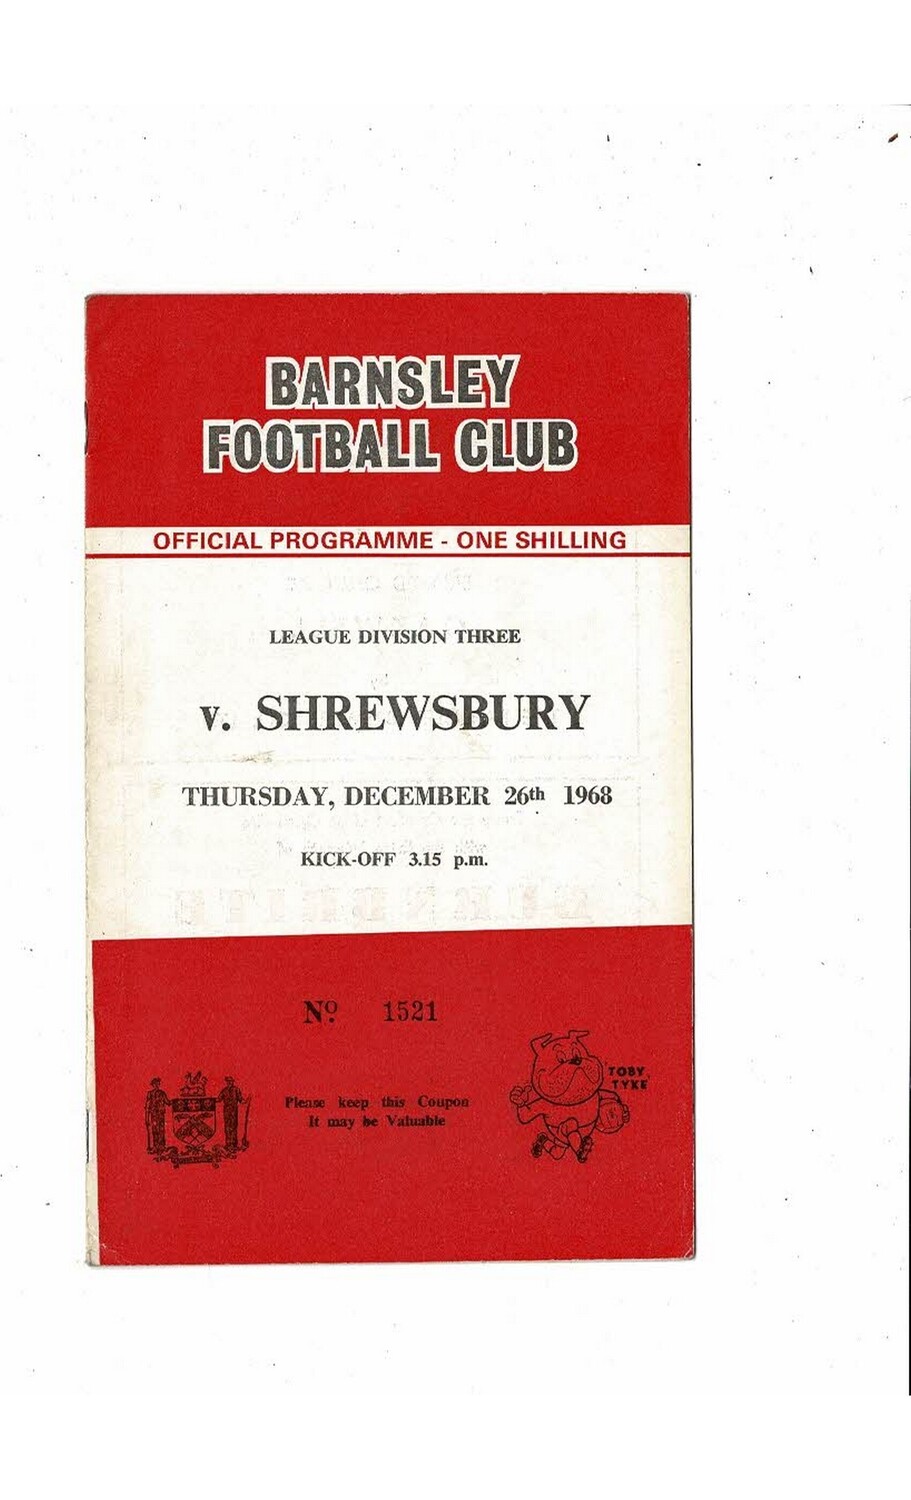 BARNSLEY
FOOTBALL CLUB
OFFICIAL PROGRAMME - ONE SHILLING
LEAGUE DIVISION THREE
v. SHREWSBURY
THURSDAY, DECEMBER 26th 1968
KICK-OFF 3.15 p.m.
Nº. 1521
TOBY
TYKE
Please keep this Coupon
It may be Valuable